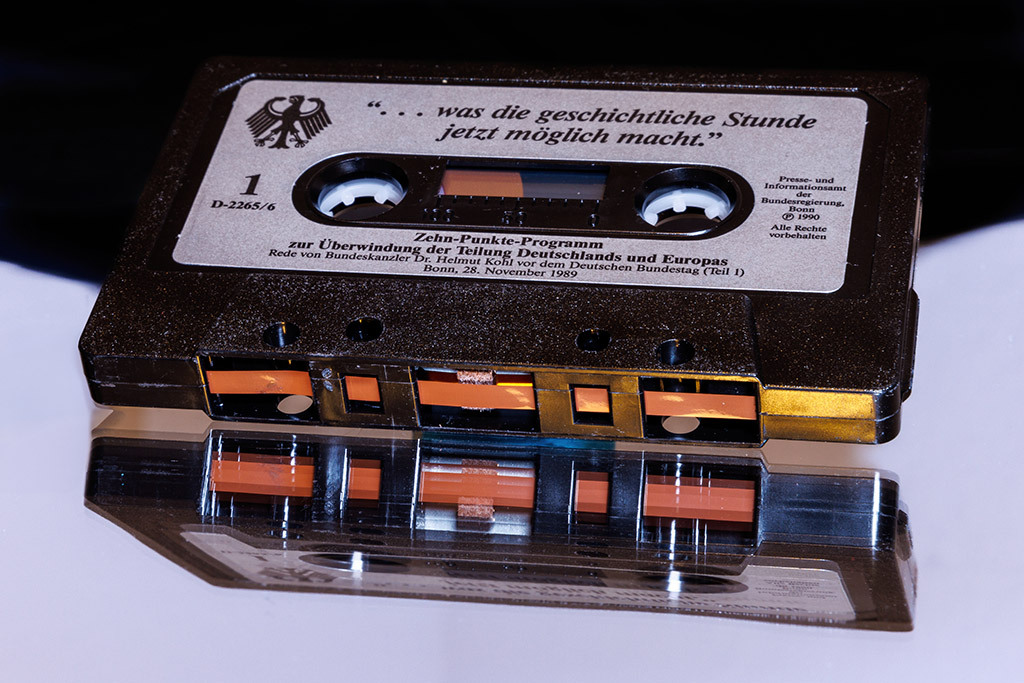 “. . . was die geschichtliche Stunde
jetzt möglich macht.”
1
D-2265/6
Presse- und
Informationsamt
der
Bundesregierung,
Bonn
℗ 1990
Alle Rechte
vorbehalten
Zehn-Punkte-Programm
zur Überwindung der Teilung Deutschlands und Europas
Rede von Bundeskanzler Dr. Helmut Kohl vor dem Deutschen Bundestag (Teil 1)
Bonn, 28. November 1989